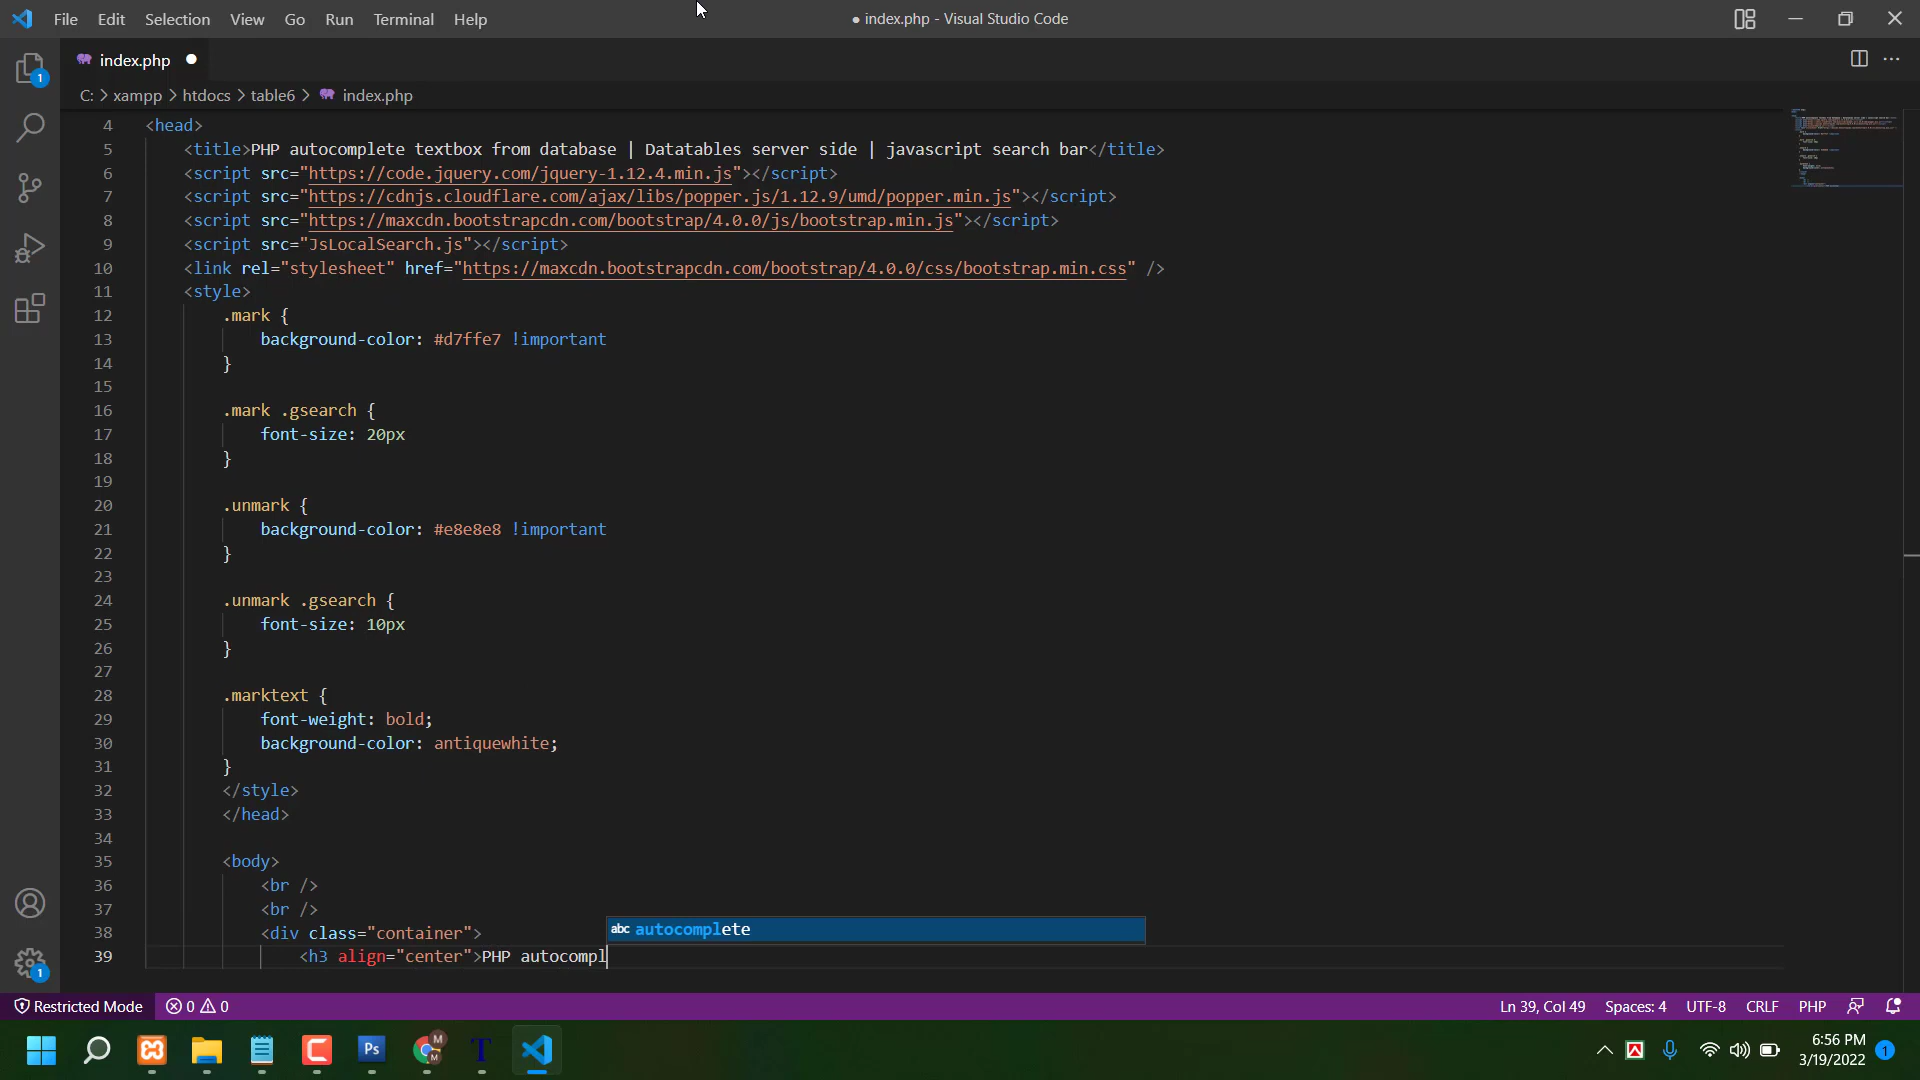 File Edit Selection View Go Run Terminal Help
● index.php - Visual Studio Code
index.php
C: > xampp > htdocs > table6 > index.php
4 <head>
5 <title>PHP autocomplete textbox from database | Datatables server side | javascript search bar</title>
6 <script src="https://code.jquery.com/jquery-1.12.4.min.js"></script>
7 <script src="https://cdnjs.cloudflare.com/ajax/libs/popper.js/1.12.9/umd/popper.min.js"></script>
8 <script src="https://maxcdn.bootstrapcdn.com/bootstrap/4.0.0/js/bootstrap.min.js"></script>
9 <script src="JsLocalSearch.js"></script>
10 <link rel="stylesheet" href="https://maxcdn.bootstrapcdn.com/bootstrap/4.0.0/css/bootstrap.min.css" />
11 <style>
12 .mark {
13 background-color: #d7ffe7 !important
14 }
15
16 .mark .gsearch {
17 font-size: 20px
18 }
19
20 .unmark {
21 background-color: #e8e8e8 !important
22 }
23
24 .unmark .gsearch {
25 font-size: 10px
26 }
27
28 .marktext {
29 font-weight: bold;
30 background-color: antiquewhite;
31 }
32 </style>
33 </head>
34
35 <body>
36 <br />
37 <br />
38 <div class="container">
abc autocomplete
39 <h3 align="center">PHP autocompl
1
1
Restricted Mode 0 0
Ln 39, Col 49 Spaces: 4 UTF-8 CRLF PHP
Ps M M T
6:56 PM
3/19/2022 1